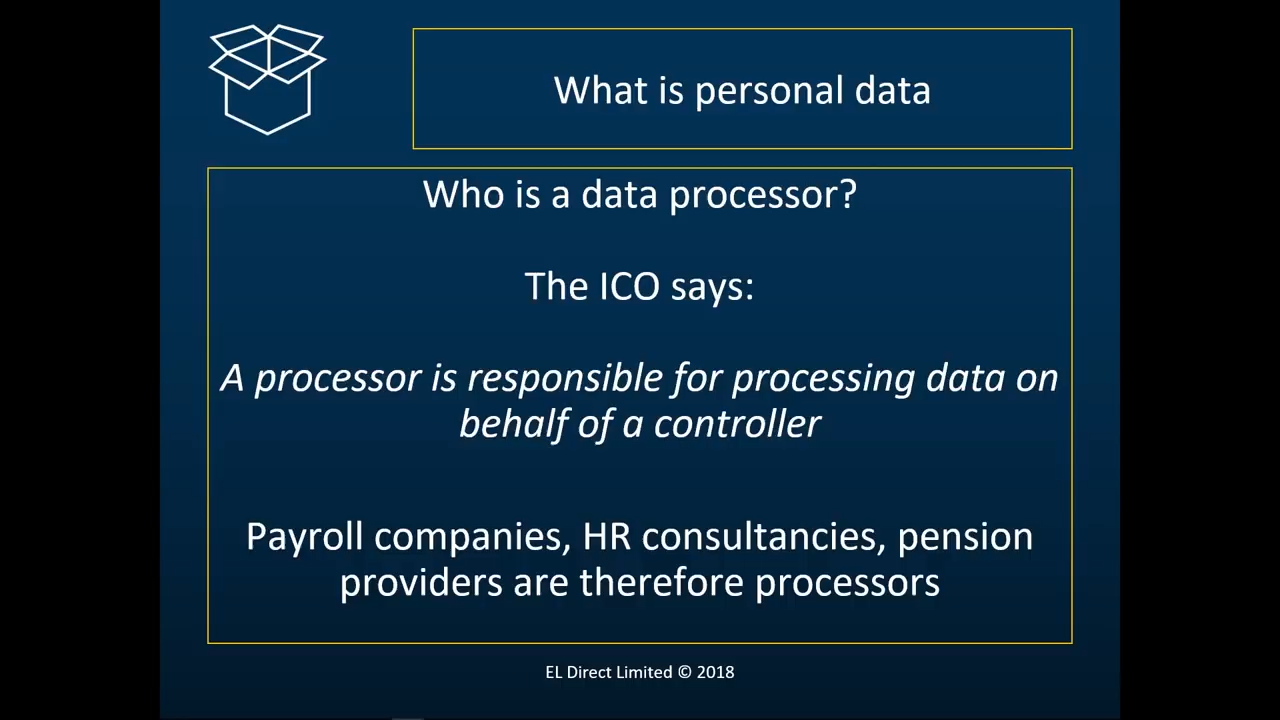 What is personal data
Who is a data processor?
The ICO says:
A processor is responsible for processing data on
behalf of a controller
Payroll companies, HR consultancies, pension
providers are therefore processors
EL Direct Limited © 2018